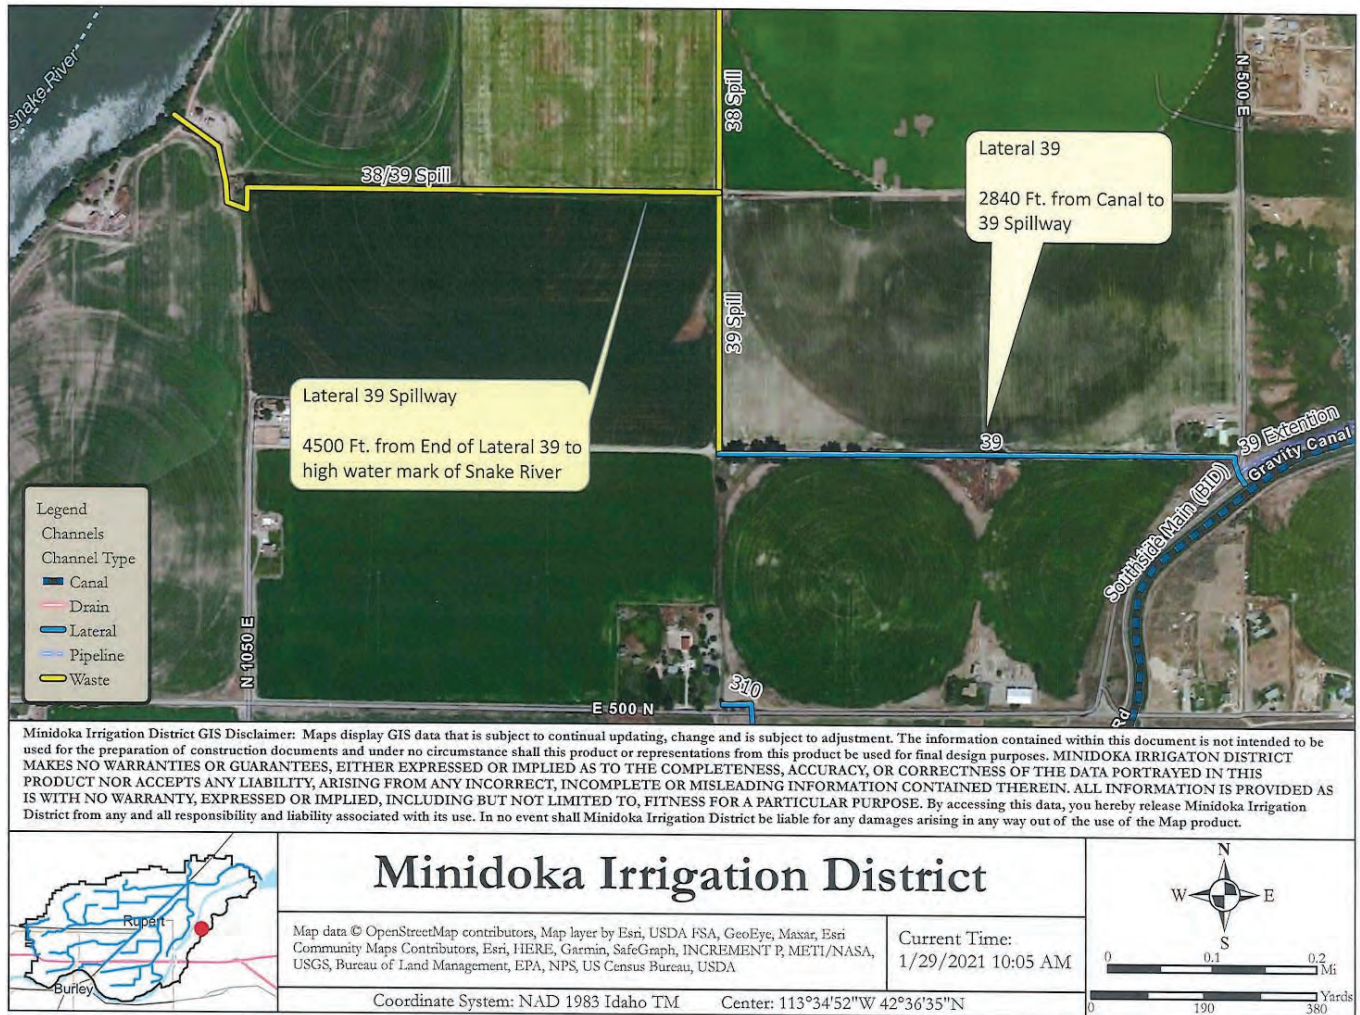 Snake River
38 Spill
N 500 E
38/39 Spill
Lateral 39
2840 Ft. from Canal to
39 Spillway
39 Spill
Lateral 39 Spillway
4500 Ft. from End of Lateral 39 to
high water mark of Snake River
39
39 Extention
Gravity Canal
Southside Main (BID)
Legend
Channels
Channel Type
Canal
Drain
Lateral
Pipeline
Waste
N 1050 E
310
E 500 N
Rd
Minidoka Irrigation District GIS Disclaimer: Maps display GIS data that is subject to continual updating, change and is subject to adjustment. The information contained within this document is not intended to be
used for the preparation of construction documents and under no circumstance shall this product or representations from this product be used for final design purposes. MINIDOKA IRRIGATON DISTRICT
MAKES NO WARRANTIES OR GUARANTEES, EITHER EXPRESSED OR IMPLIED AS TO THE COMPLETENESS, ACCURACY, OR CORRECTNESS OF THE DATA PORTRAYED IN THIS
PRODUCT NOR ACCEPTS ANY LIABILITY, ARISING FROM ANY INCORRECT, INCOMPLETE OR MISLEADING INFORMATION CONTAINED THEREIN. ALL INFORMATION IS PROVIDED AS
IS WITH NO WARRANTY, EXPRESSED OR IMPLIED, INCLUDING BUT NOT LIMITED TO, FITNESS FOR A PARTICULAR PURPOSE. By accessing this data, you hereby release Minidoka Irrigation
District from any and all responsibility and liability associated with its use. In no event shall Minidoka Irrigation District be liable for any damages arising in any way out of the use of the Map product.
Rupert
Burley
Minidoka Irrigation District
Map data © OpenStreetMap contributors, Map layer by Esri, USDA FSA, GeoEye, Maxar, Esri
Community Maps Contributors, Esri, HERE, Garmin, SafeGraph, INCREMENT P, METI/NASA,
USGS, Bureau of Land Management, EPA, NPS, US Census Bureau, USDA
Current Time:
1/29/2021 10:05 AM
Coordinate System: NAD 1983 Idaho TM Center: 113°34'52"W 42°36'35"N
N
W E
S
0 0.1 0.2
Mi
Yards
0 190 380